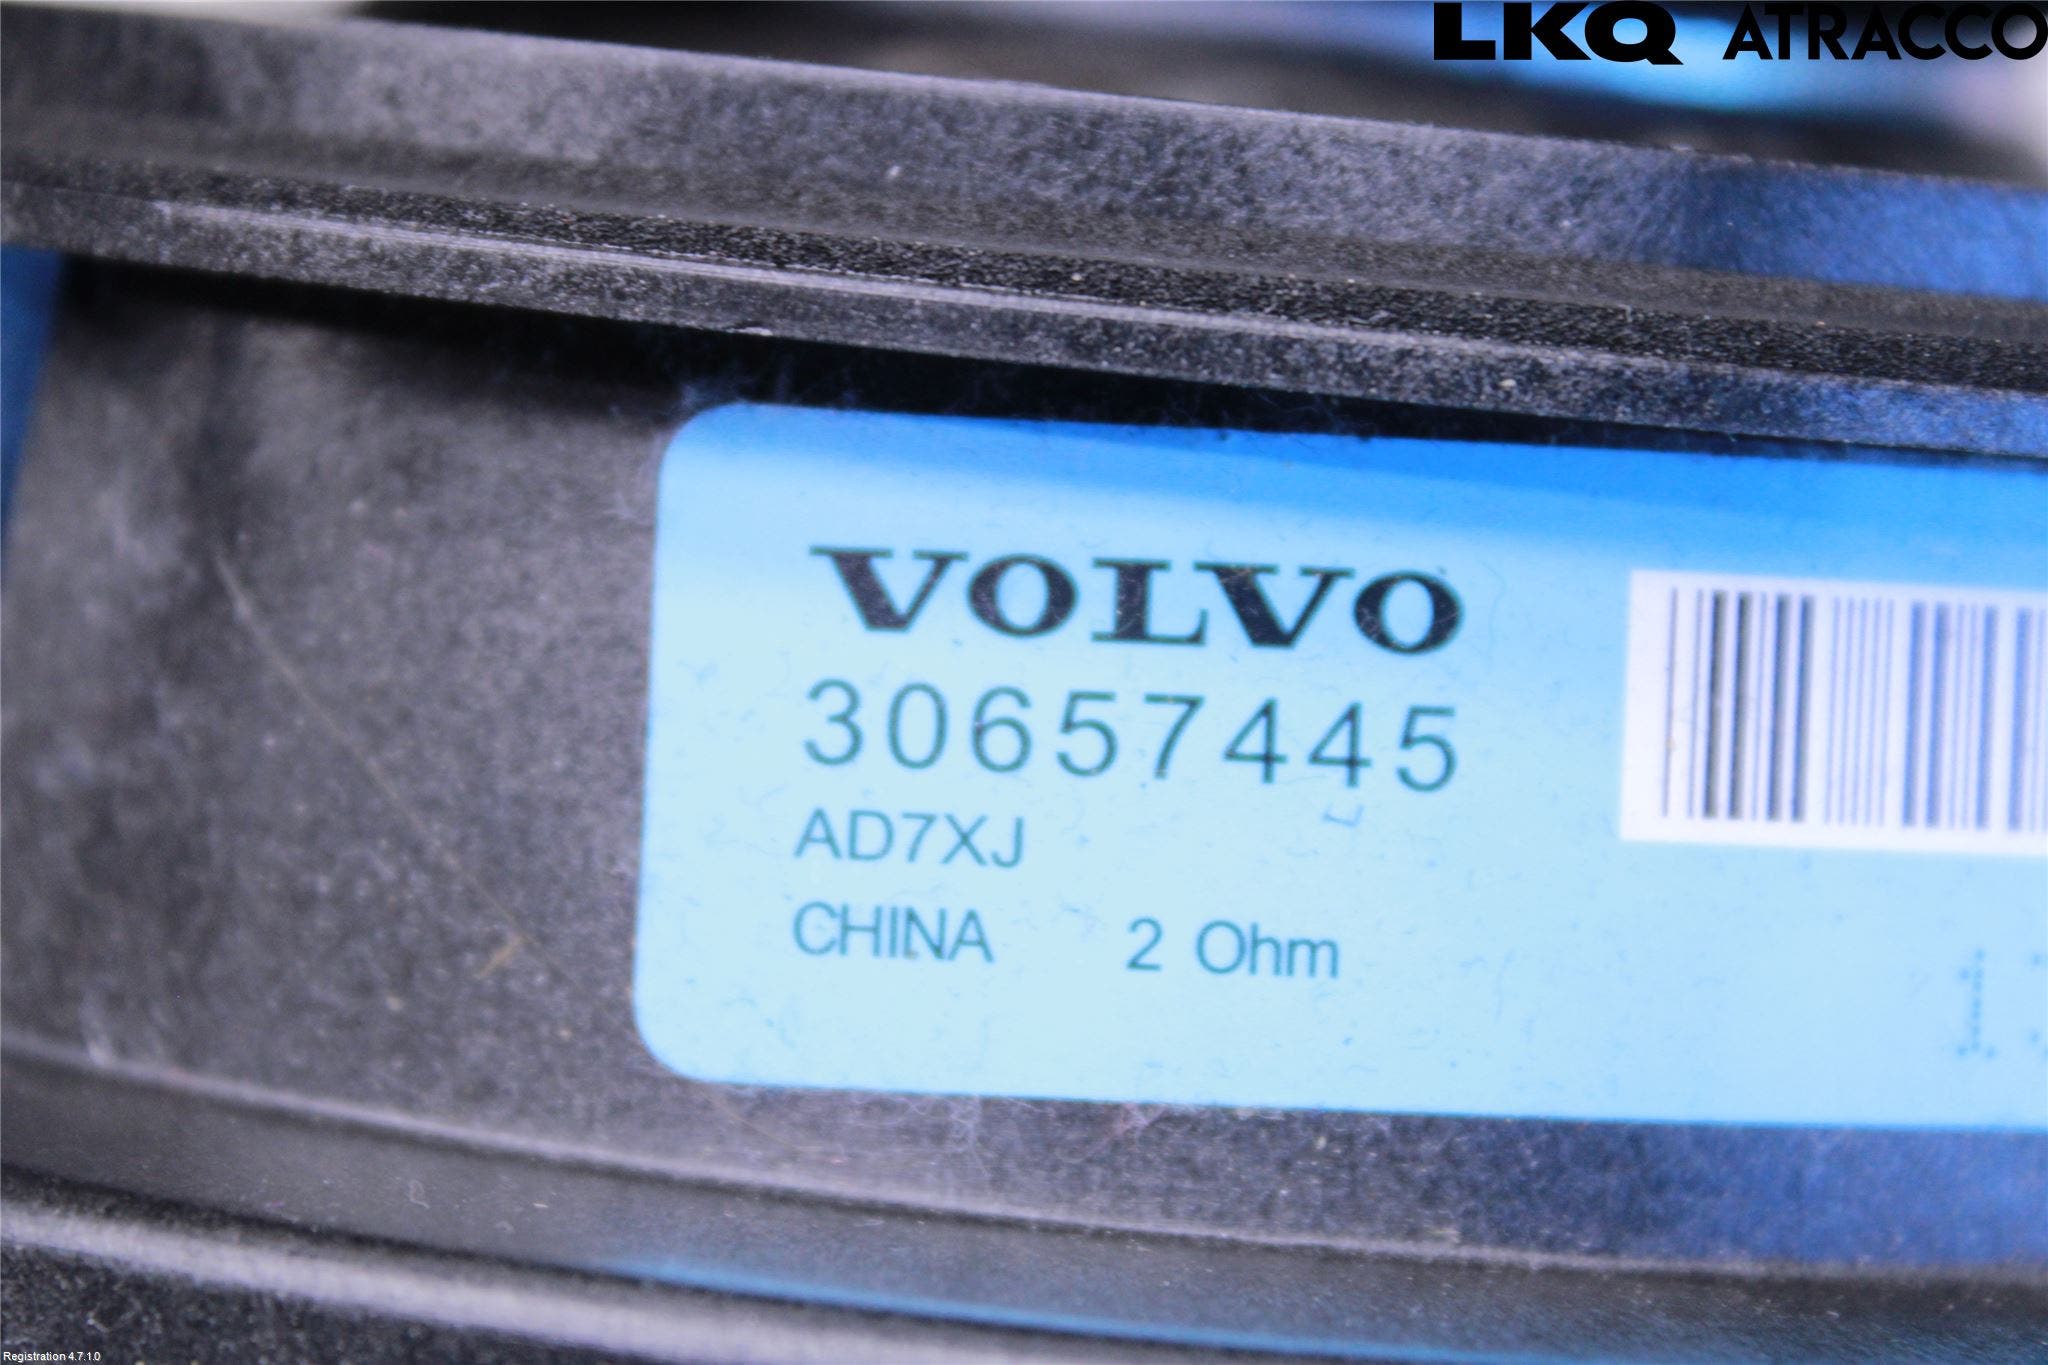 LKQ ATRACCO
VOLVO
30657445
AD7XJ
CHINA 2 Ohm
Registration 4.7.1.0